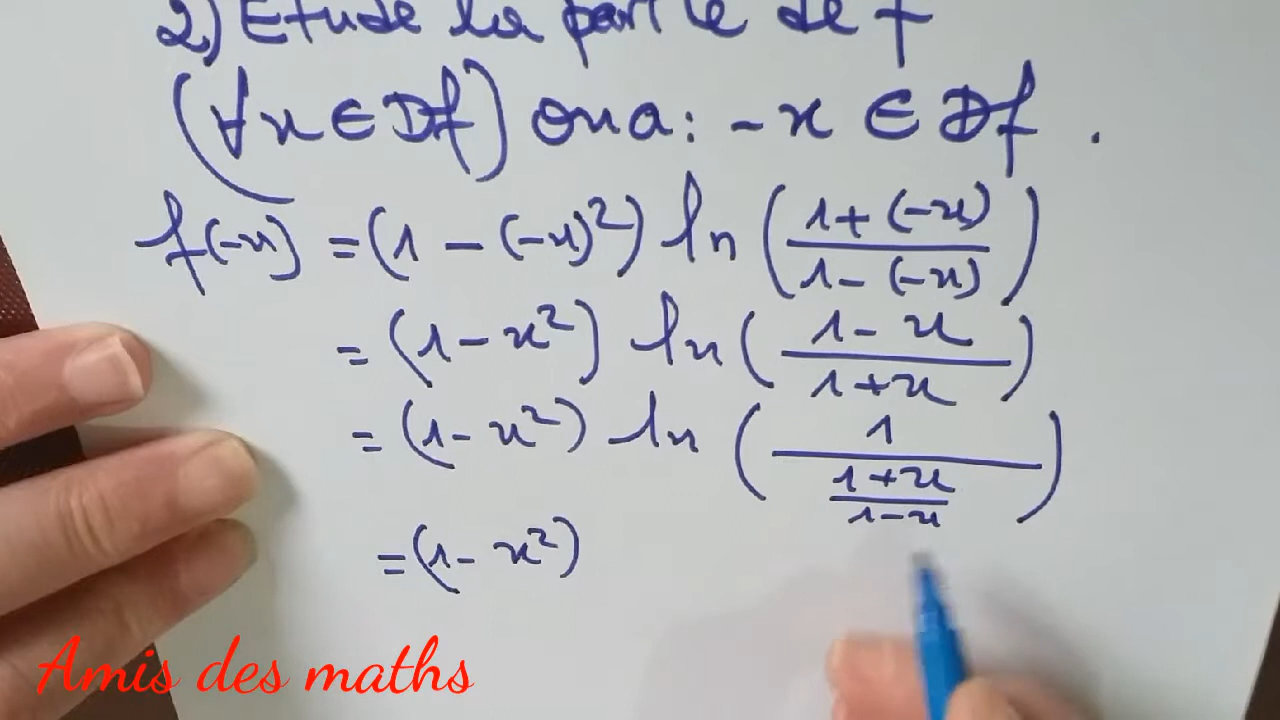 2) Etude la parité de f
(∀x ∈ Df) on a: -x ∈ Df .
f(-x) = (1 - (-x)²) ln ( (1+(-x)) / (1-(-x)) )
= (1-x²) ln ( (1-x) / (1+x) )
= (1-x²) ln ( 1 / ((1+x) / (1-x)) )
= (1-x²)
Amis des maths